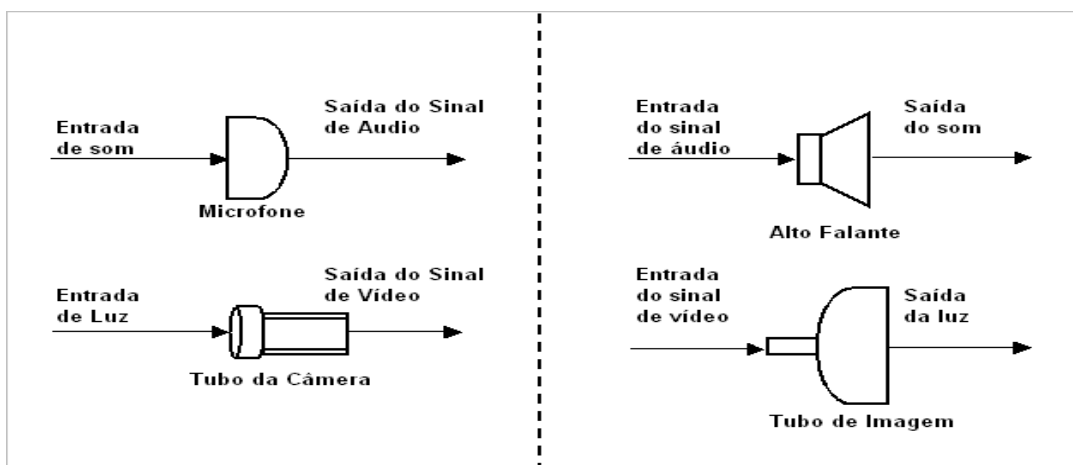 Entrada
de som
Saída do Sinal
de Audio
Microfone
Entrada
de Luz
Saída do Sinal
de Vídeo
Tubo da Câmera
Entrada
do sinal
de áudio
Saída
do som
Alto Falante
Entrada
do sinal
de vídeo
Saída
da luz
Tubo de Imagem